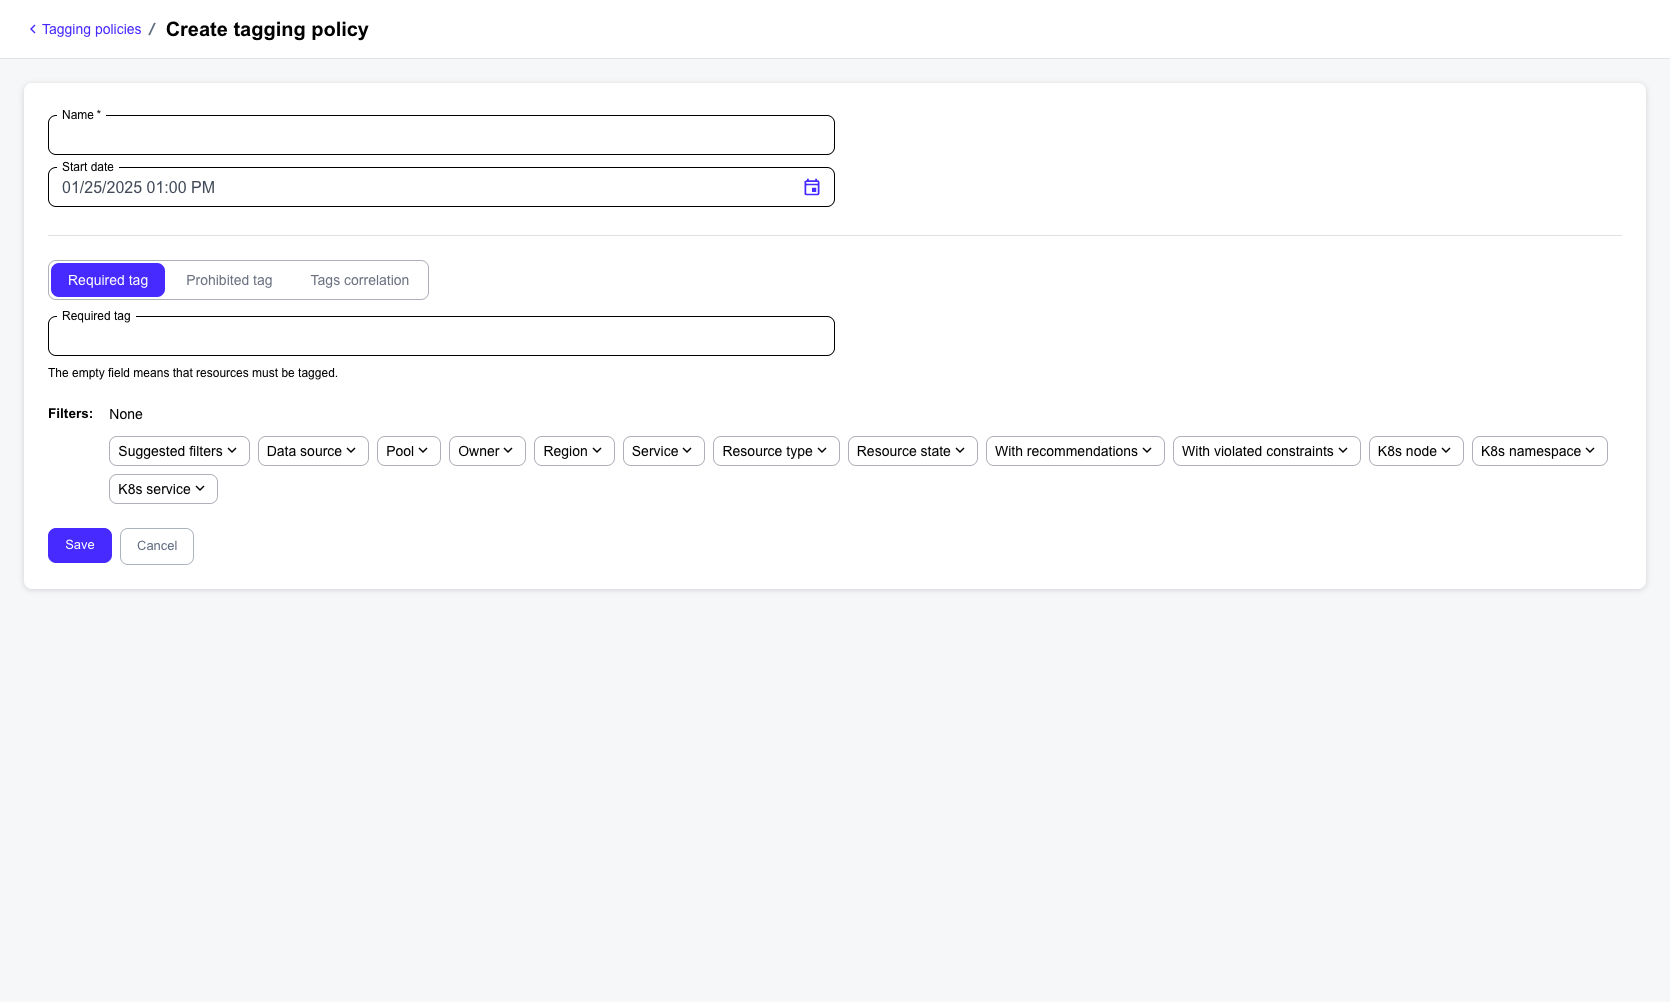 Tagging policies / Create tagging policy
Name *
Start date
01/25/2025 01:00 PM
Required tag Prohibited tag Tags correlation
Required tag
The empty field means that resources must be tagged.
Filters: None
Suggested filters Data source Pool Owner Region Service Resource type Resource state With recommendations With violated constraints K8s node K8s namespace
K8s service
Save Cancel